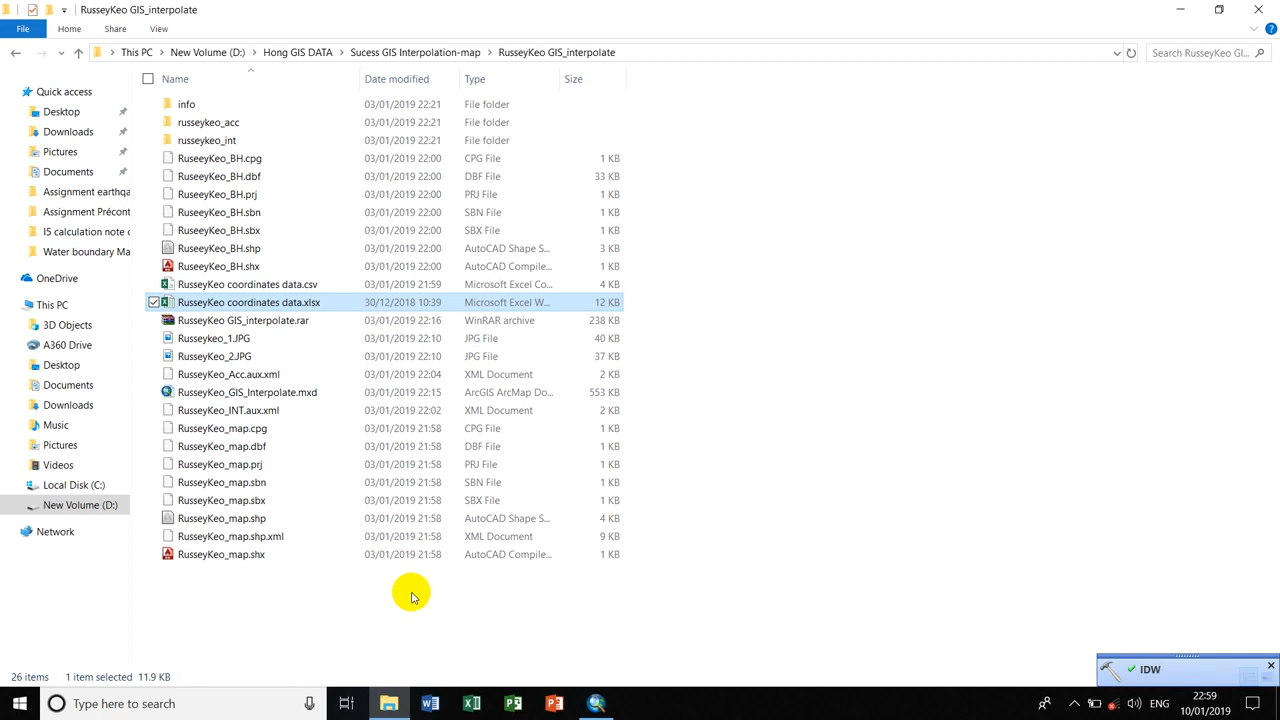 RusseyKeo GIS_interpolate
File Home Share View
This PC New Volume (D:) Hong GIS DATA Sucess GIS Interpolation-map RusseyKeo GIS_interpolate Search RusseyKeo GI...
Name Date modified Type Size
Quick access
Desktop
Downloads
Pictures
Documents
Assignment earthqa
Assignment Précont
I5 calculation note c
Water boundary Ma
OneDrive
This PC
3D Objects
A360 Drive
Desktop
Documents
Downloads
Music
Pictures
Videos
Local Disk (C:)
New Volume (D:)
Network
info 03/01/2019 22:21 File folder
russeykeo_acc 03/01/2019 22:21 File folder
russeykeo_int 03/01/2019 22:21 File folder
RuseeyKeo_BH.cpg 03/01/2019 22:00 CPG File 1 KB
RuseeyKeo_BH.dbf 03/01/2019 22:00 DBF File 33 KB
RuseeyKeo_BH.prj 03/01/2019 22:00 PRJ File 1 KB
RuseeyKeo_BH.sbn 03/01/2019 22:00 SBN File 1 KB
RuseeyKeo_BH.sbx 03/01/2019 22:00 SBX File 1 KB
RuseeyKeo_BH.shp 03/01/2019 22:00 AutoCAD Shape S... 3 KB
RuseeyKeo_BH.shx 03/01/2019 22:00 AutoCAD Compile... 1 KB
RusseyKeo coordinates data.csv 03/01/2019 21:59 Microsoft Excel Co... 4 KB
RusseyKeo coordinates data.xlsx 30/12/2018 10:39 Microsoft Excel W... 12 KB
RusseyKeo GIS_interpolate.rar 03/01/2019 22:16 WinRAR archive 238 KB
Russeykeo_1.JPG 03/01/2019 22:10 JPG File 40 KB
RusseyKeo_2.JPG 03/01/2019 22:10 JPG File 37 KB
RusseyKeo_Acc.aux.xml 03/01/2019 22:04 XML Document 2 KB
RusseyKeo_GIS_Interpolate.mxd 03/01/2019 22:15 ArcGIS ArcMap Do... 553 KB
RusseyKeo_INT.aux.xml 03/01/2019 22:02 XML Document 2 KB
RusseyKeo_map.cpg 03/01/2019 21:58 CPG File 1 KB
RusseyKeo_map.dbf 03/01/2019 21:58 DBF File 1 KB
RusseyKeo_map.prj 03/01/2019 21:58 PRJ File 1 KB
RusseyKeo_map.sbn 03/01/2019 21:58 SBN File 1 KB
RusseyKeo_map.sbx 03/01/2019 21:58 SBX File 1 KB
RusseyKeo_map.shp 03/01/2019 21:58 AutoCAD Shape S... 4 KB
RusseyKeo_map.shp.xml 03/01/2019 21:58 XML Document 9 KB
RusseyKeo_map.shx 03/01/2019 21:58 AutoCAD Compile... 1 KB
26 items 1 item selected 11.9 KB
IDW
Type here to search
ENG
22:59
10/01/2019